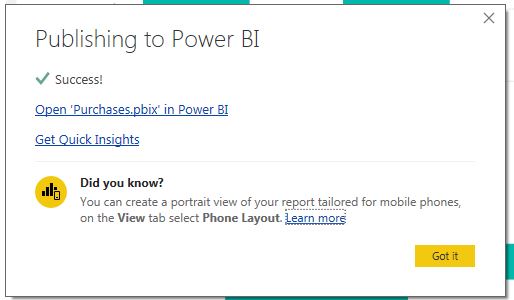 Publishing to Power BI
Success!
Open 'Purchases.pbix' in Power BI
Get Quick Insights
Did you know?
You can create a portrait view of your report tailored for mobile phones,
on the View tab select Phone Layout. Learn more
Got it